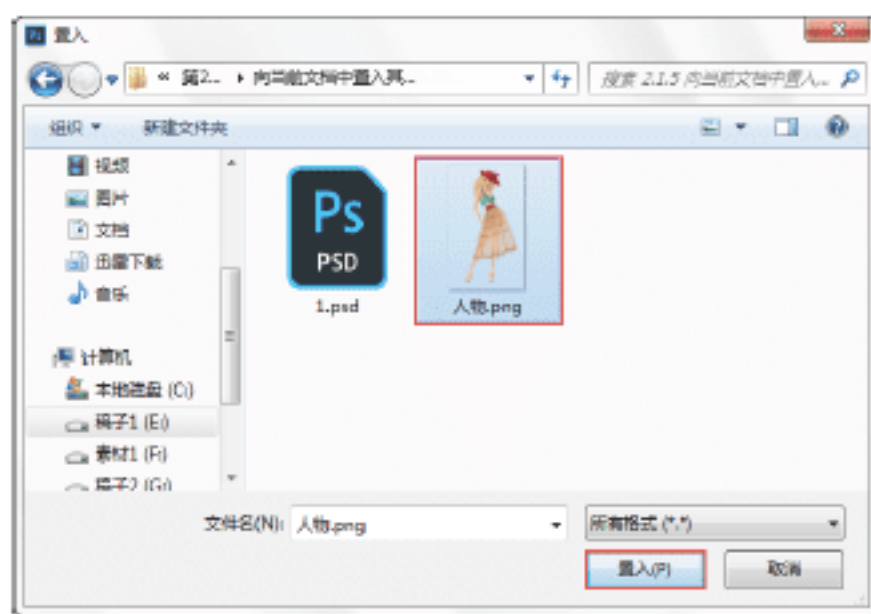 Ps 置入
« 第2... ▸ 向当前文档中置入其...
搜索 2.1.5 向当前文档中置入...
组织 新建文件夹
视频
图片
文档
迅雷下载
音乐
计算机
本地磁盘 (C:)
稿子1 (E:)
素材1 (F:)
稿子2 (G:)
Ps
PSD
1.psd
人物.png
文件名(N): 人物.png
所有格式 (*.*)
置入(P) 取消